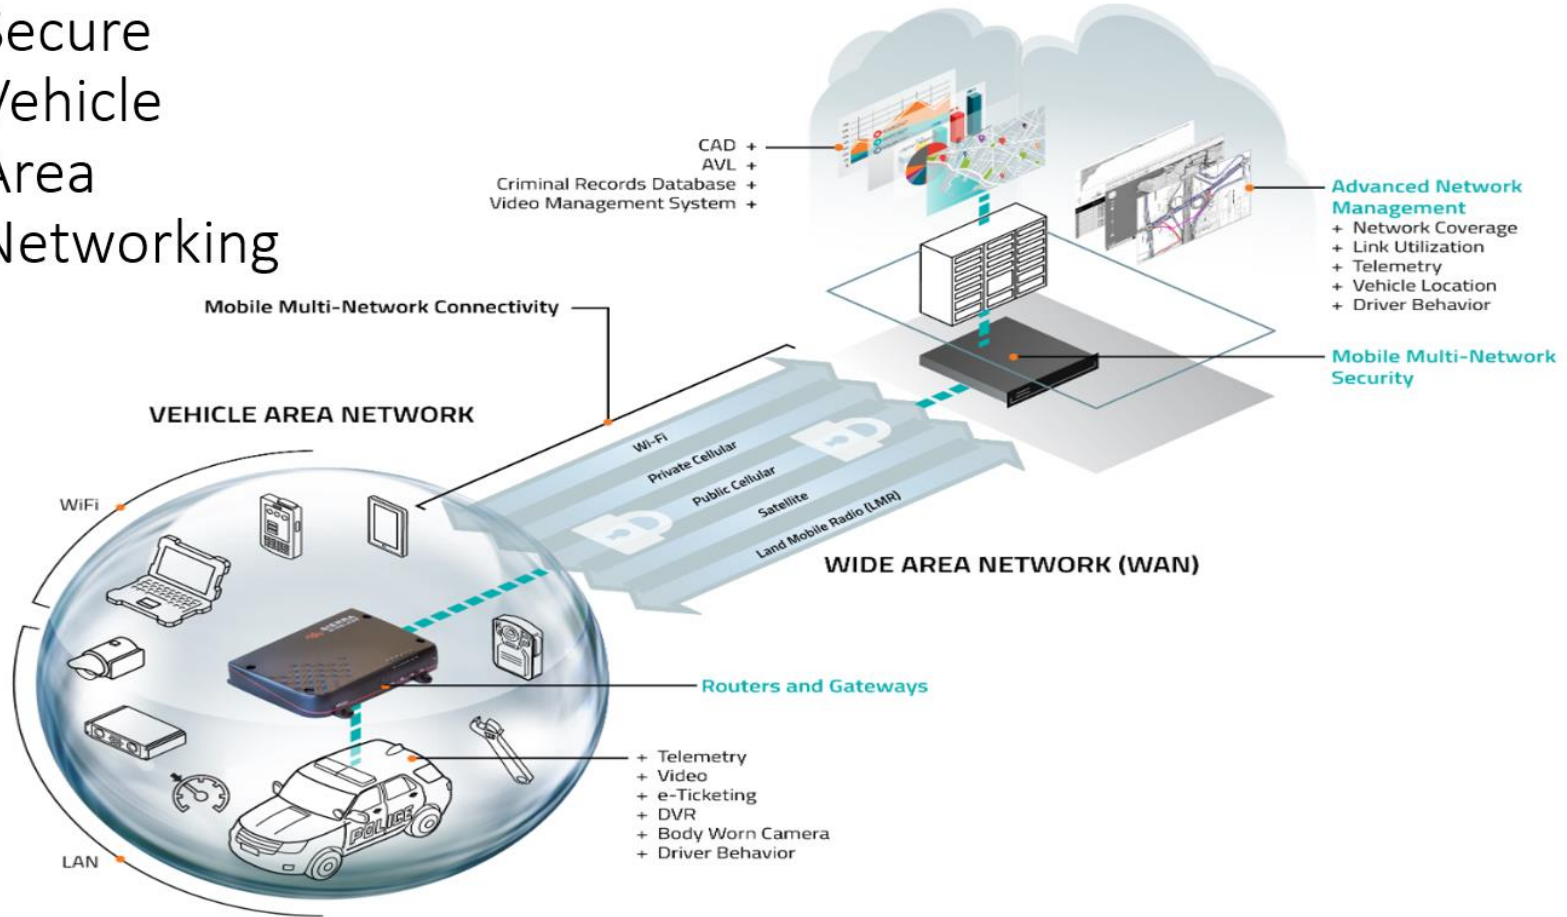 Secure
Vehicle
Area
Networking
CAD +
AVL +
Criminal Records Database +
Video Management System +
Advanced Network
Management
+ Network Coverage
+ Link Utilization
+ Telemetry
+ Vehicle Location
+ Driver Behavior
Mobile Multi-Network Connectivity
Mobile Multi-Network
Security
VEHICLE AREA NETWORK
Wi-Fi
Private Cellular
Public Cellular
Satellite
Land Mobile Radio (LMR)
WIDE AREA NETWORK (WAN)
WiFi
SIERRA
WIRELESS
Routers and Gateways
POLICE
+ Telemetry
+ Video
+ e-Ticketing
+ DVR
+ Body Worn Camera
+ Driver Behavior
LAN